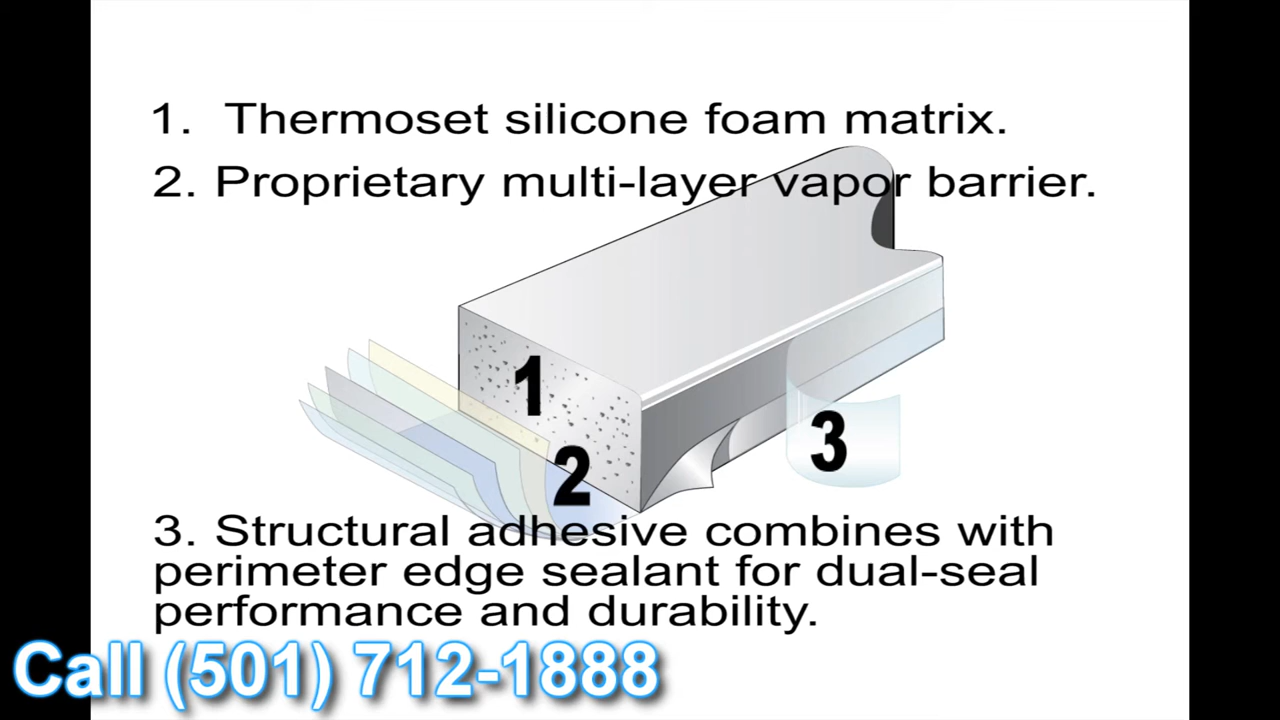 1. Thermoset silicone foam matrix.
2. Proprietary multi-layer vapor barrier.
1
2
3
3. Structural adhesive combines with
perimeter edge sealant for dual-seal
performance and durability.
Call (501) 712-1888